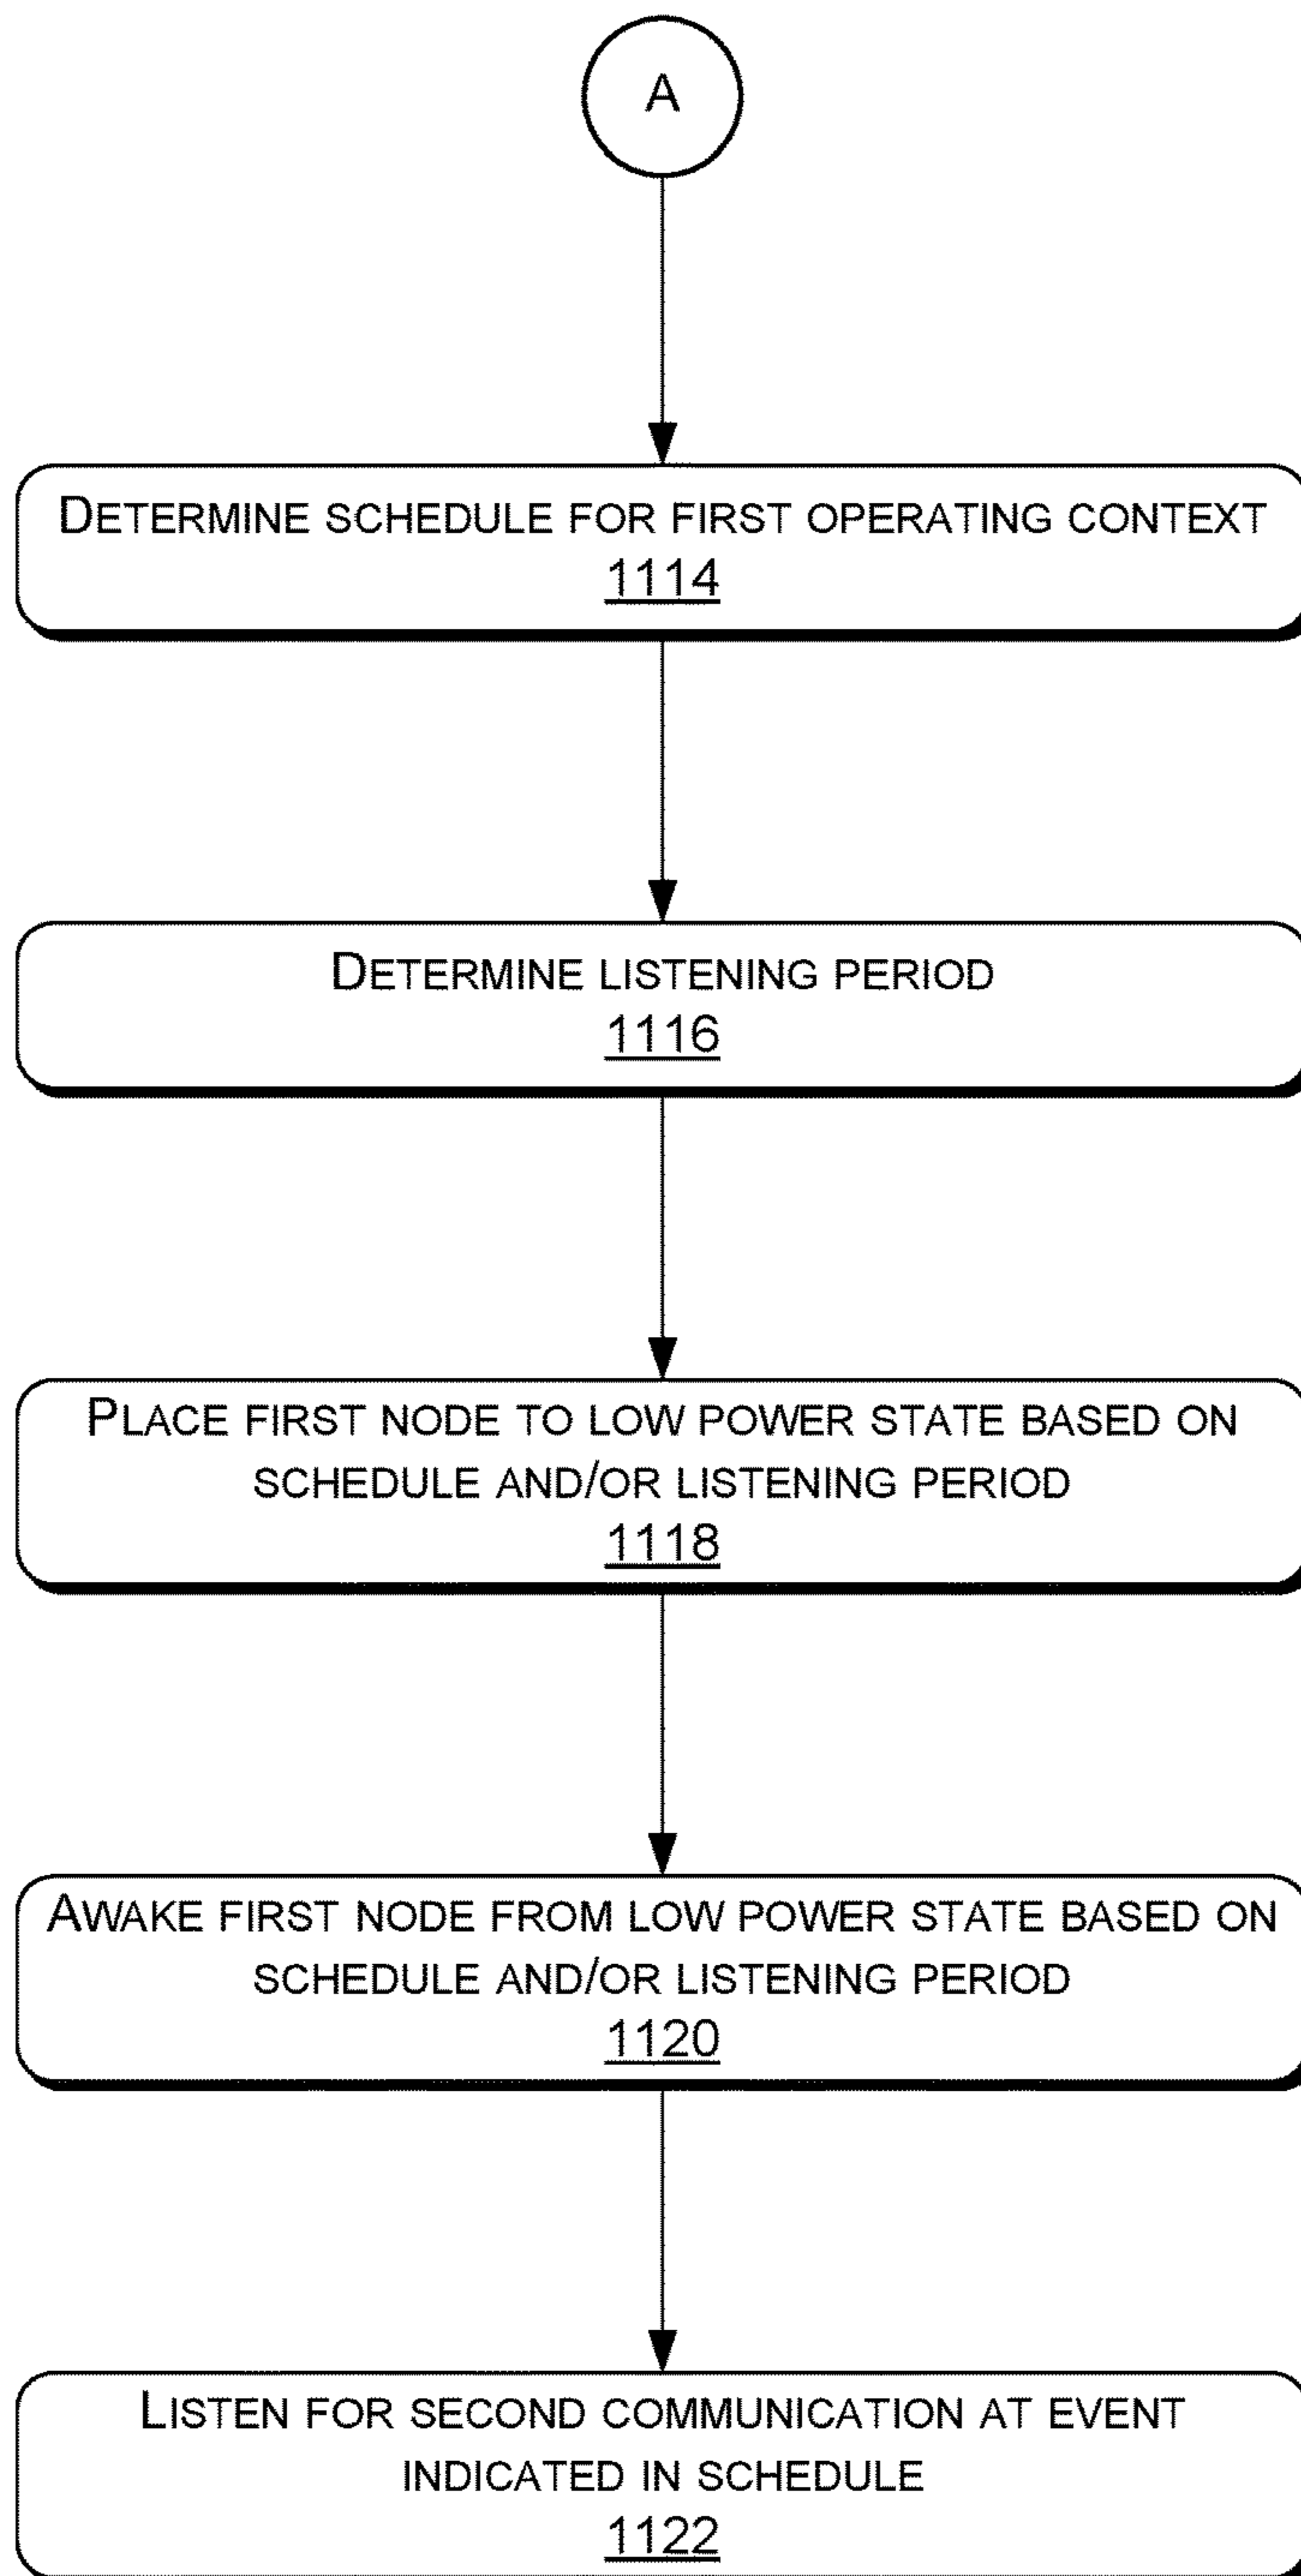 A
DETERMINE SCHEDULE FOR FIRST OPERATING CONTEXT
1114
DETERMINE LISTENING PERIOD
1116
PLACE FIRST NODE TO LOW POWER STATE BASED ON
SCHEDULE AND/OR LISTENING PERIOD
1118
AWAKE FIRST NODE FROM LOW POWER STATE BASED ON
SCHEDULE AND/OR LISTENING PERIOD
1120
LISTEN FOR SECOND COMMUNICATION AT EVENT
INDICATED IN SCHEDULE
1122